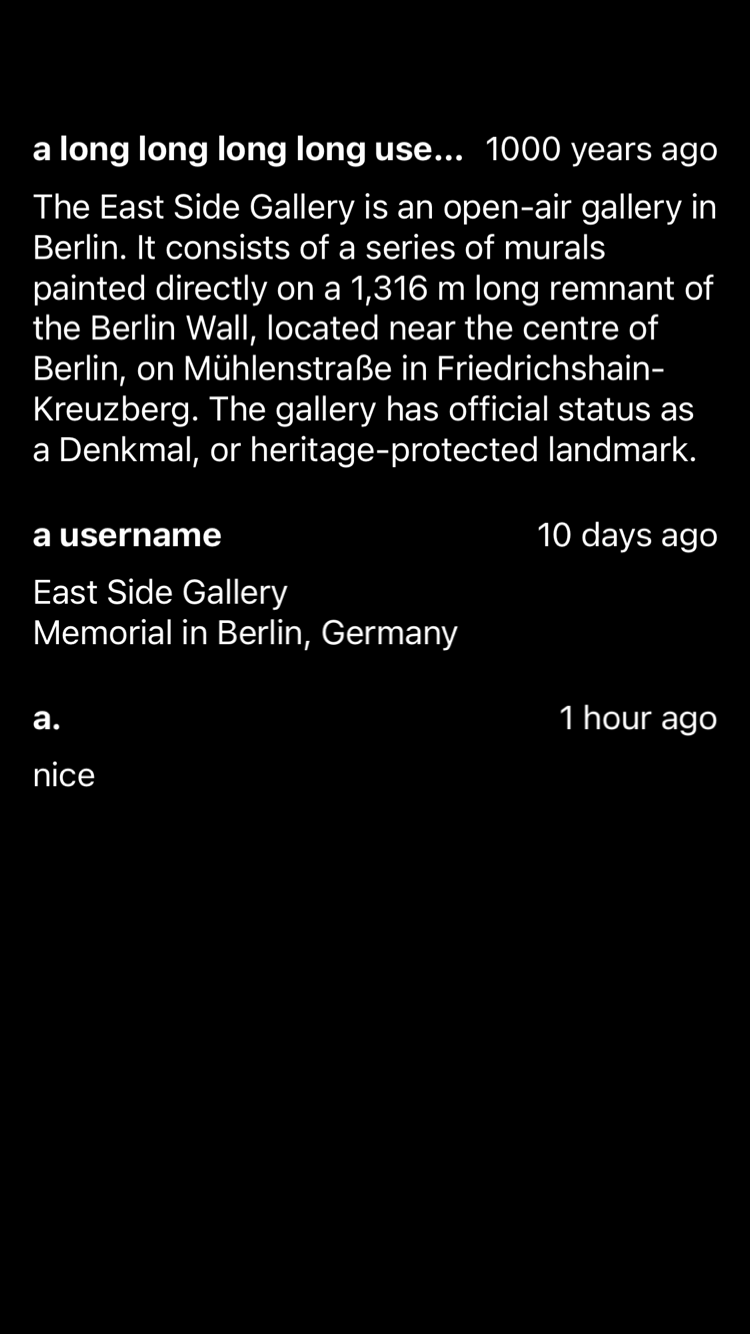 a long long long long use... 1000 years ago
The East Side Gallery is an open-air gallery in
Berlin. It consists of a series of murals
painted directly on a 1,316 m long remnant of
the Berlin Wall, located near the centre of
Berlin, on Mühlenstraße in Friedrichshain-
Kreuzberg. The gallery has official status as
a Denkmal, or heritage-protected landmark.
a username 10 days ago
East Side Gallery
Memorial in Berlin, Germany
a. 1 hour ago
nice